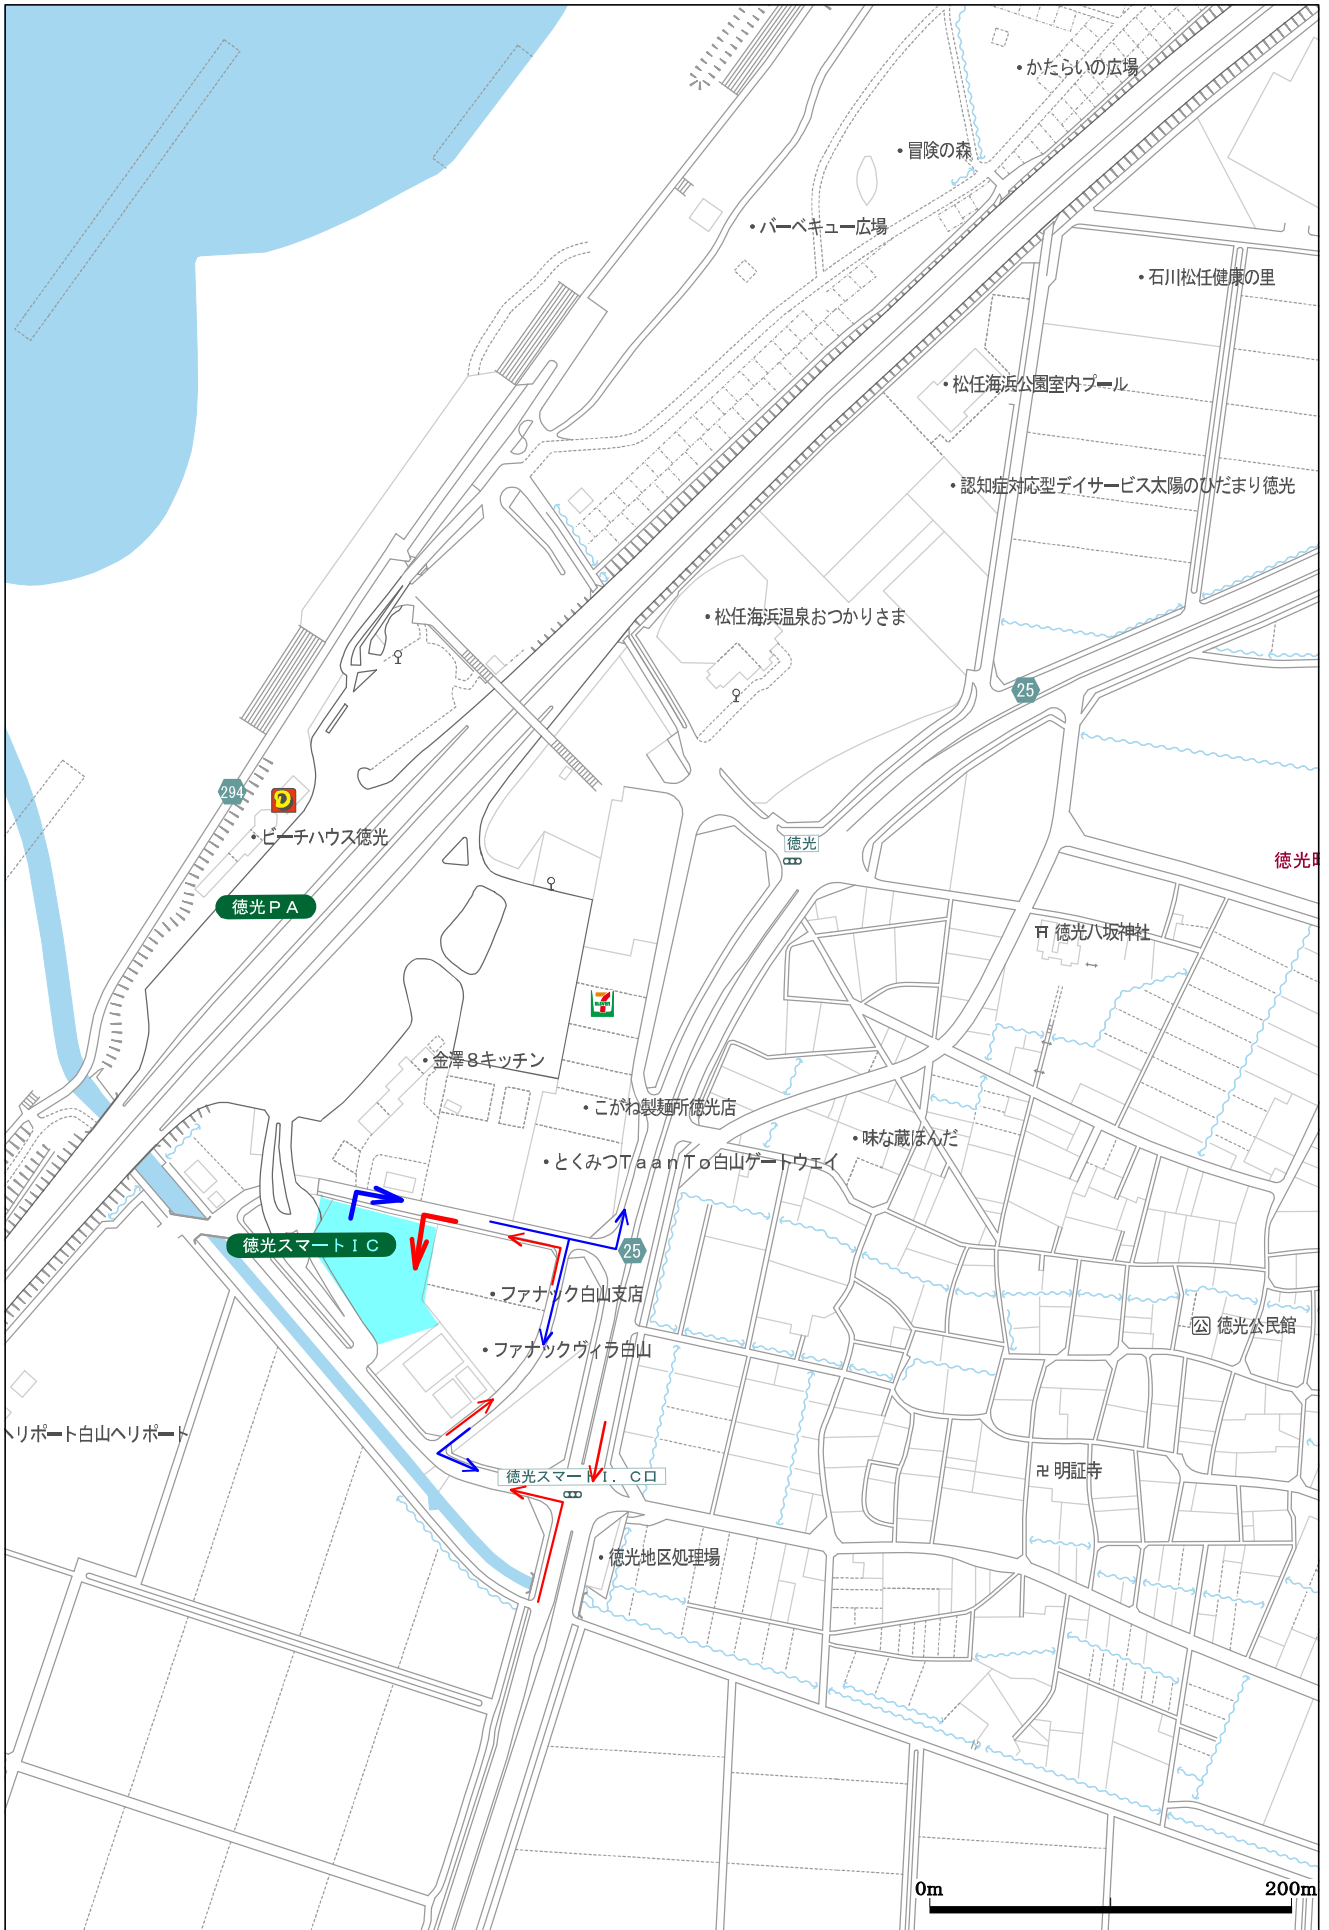 かたらいの広場
冒険の森
バーベキュー広場
石川松任健康の里
松任海浜公園室内プール
認知症対応型デイサービス太陽のひだまり徳光
松任海浜温泉おつかりさま
25
294
D
ビーチハウス徳光
徳光
徳光町
徳光PA
徳光八坂神社
7
ELEVEN
金澤8キッチン
こがね製麺所徳光店
味な蔵ほんだ
とくみつTaanTo白山ゲートウェイ
徳光スマートIC
25
ファナック白山支店
公 徳光公民館
ファナックヴィラ白山
ヘリポート白山ヘリポート
徳光スマートI.C口
卍 明証寺
徳光地区処理場
0m
200m